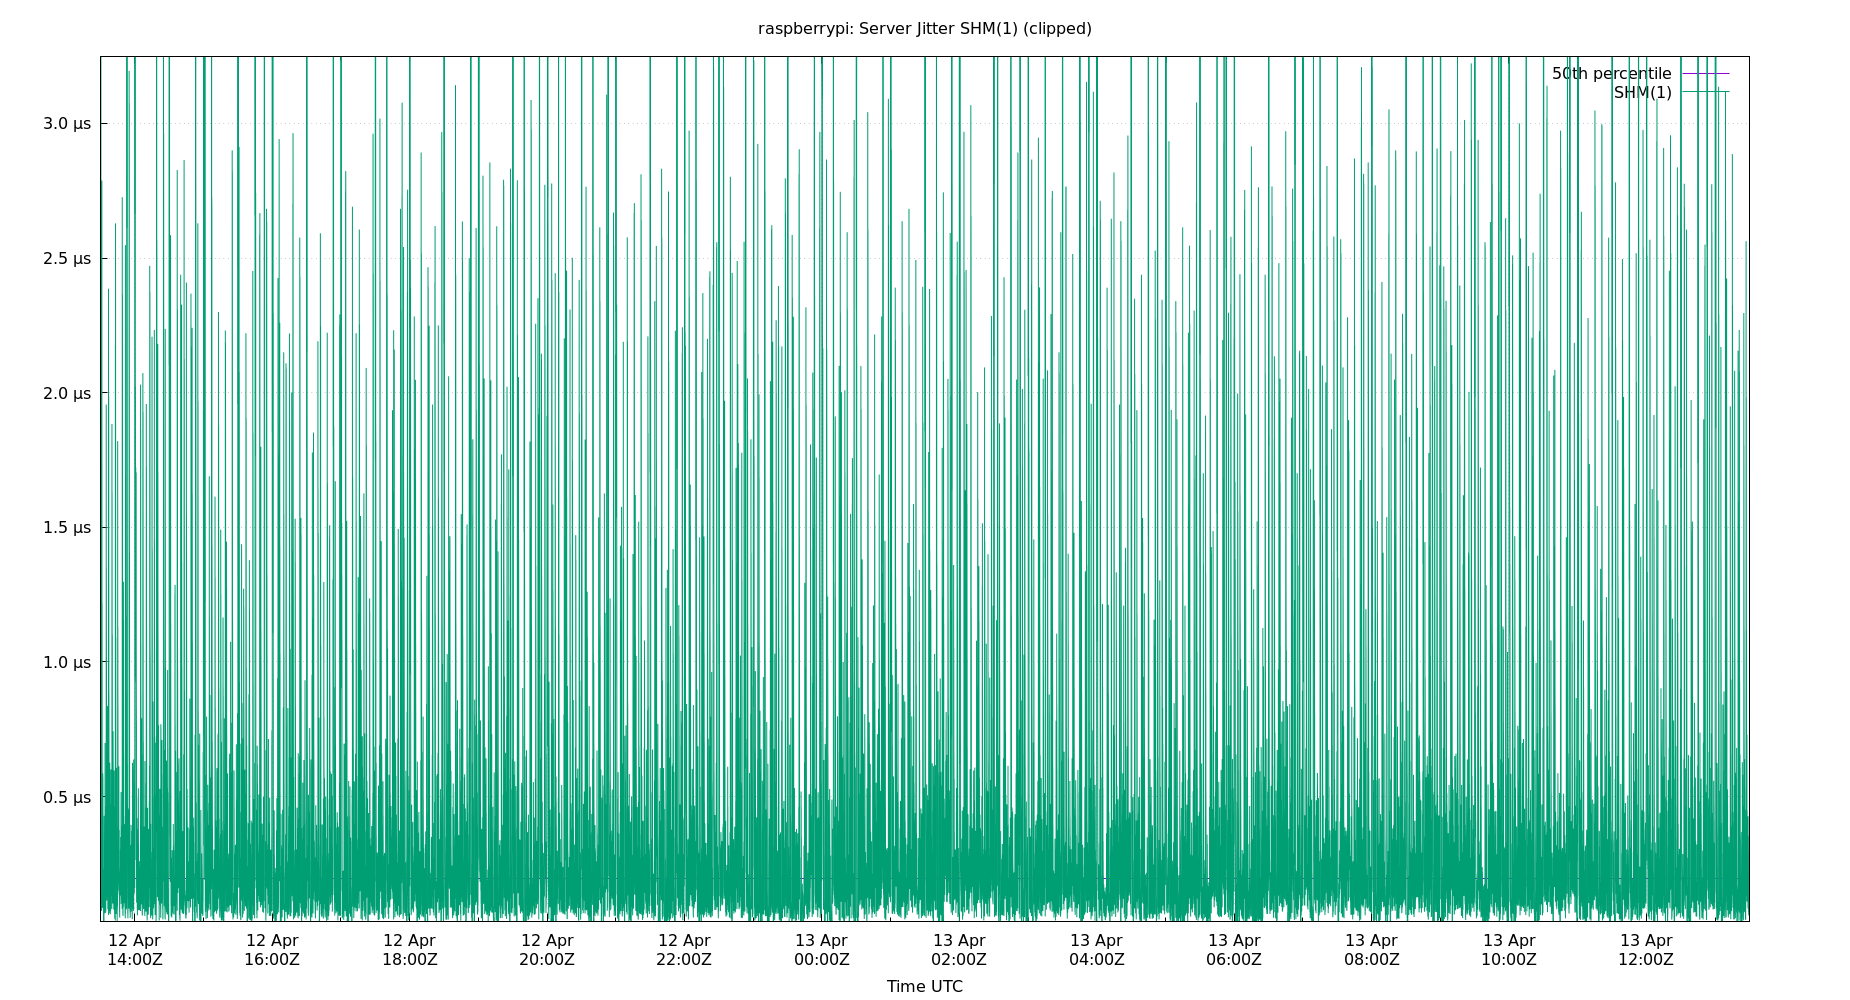 raspberrypi: Server Jitter SHM(1) (clipped)
50th percentile
SHM(1)
3.0 µs
2.5 µs
2.0 µs
1.5 µs
1.0 µs
0.5 µs
12 Apr 12 Apr 12 Apr 12 Apr 12 Apr 13 Apr 13 Apr 13 Apr 13 Apr 13 Apr 13 Apr 13 Apr
14:00Z 16:00Z 18:00Z 20:00Z 22:00Z 00:00Z 02:00Z 04:00Z 06:00Z 08:00Z 10:00Z 12:00Z
Time UTC